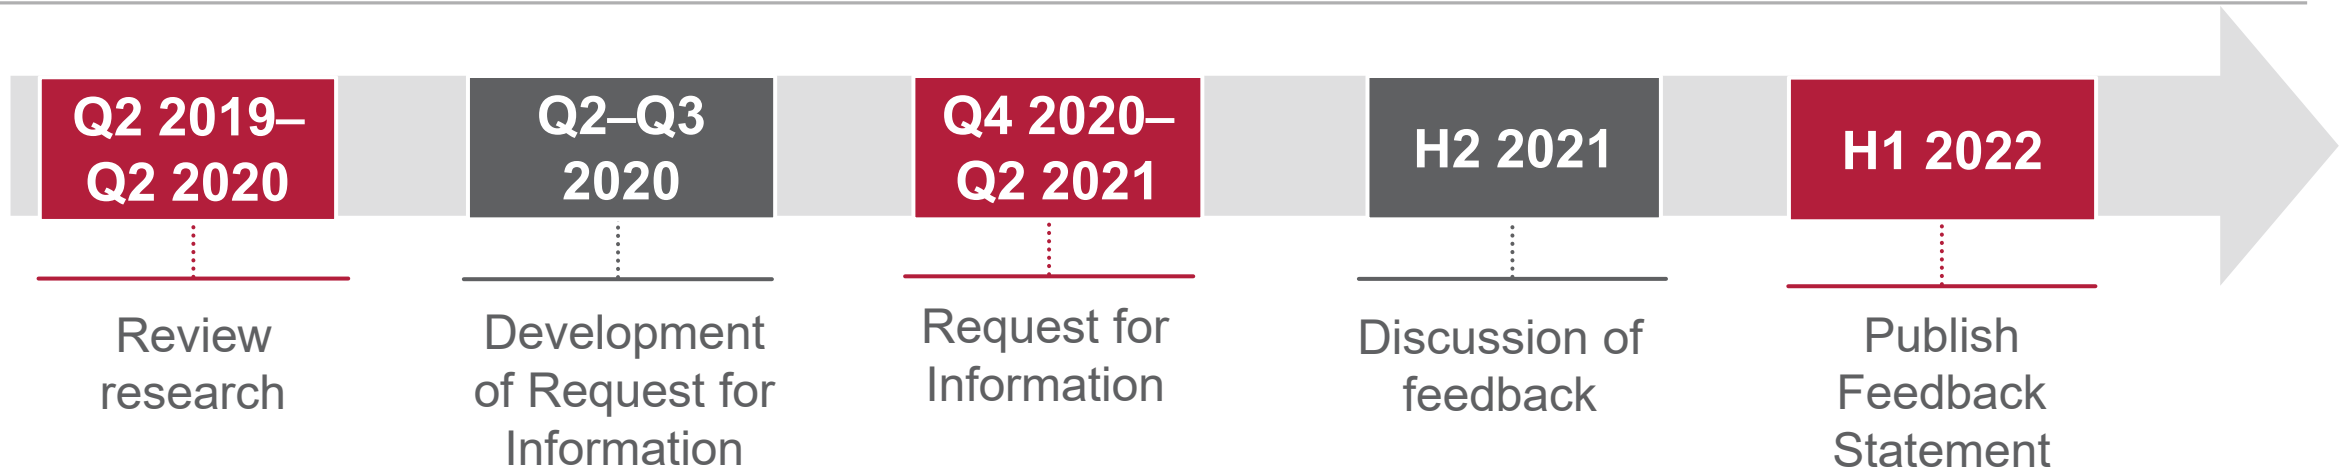 Q2 2019–
Q2 2020
Q2–Q3
2020
Q4 2020–
Q2 2021
H2 2021
H1 2022
Review
research
Development
of Request for
Information
Request for
Information
Discussion of
feedback
Publish
Feedback
Statement